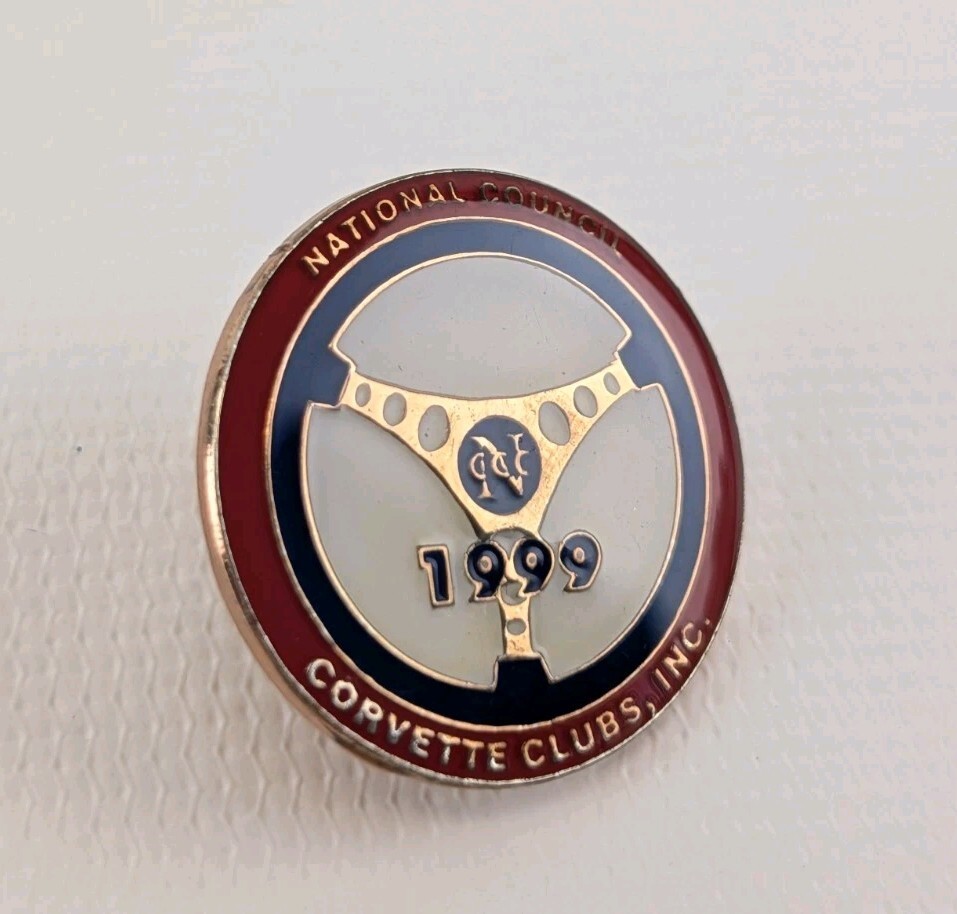 NATIONAL COUNCIL
NCCC
1999
CORVETTE CLUBS, INC.